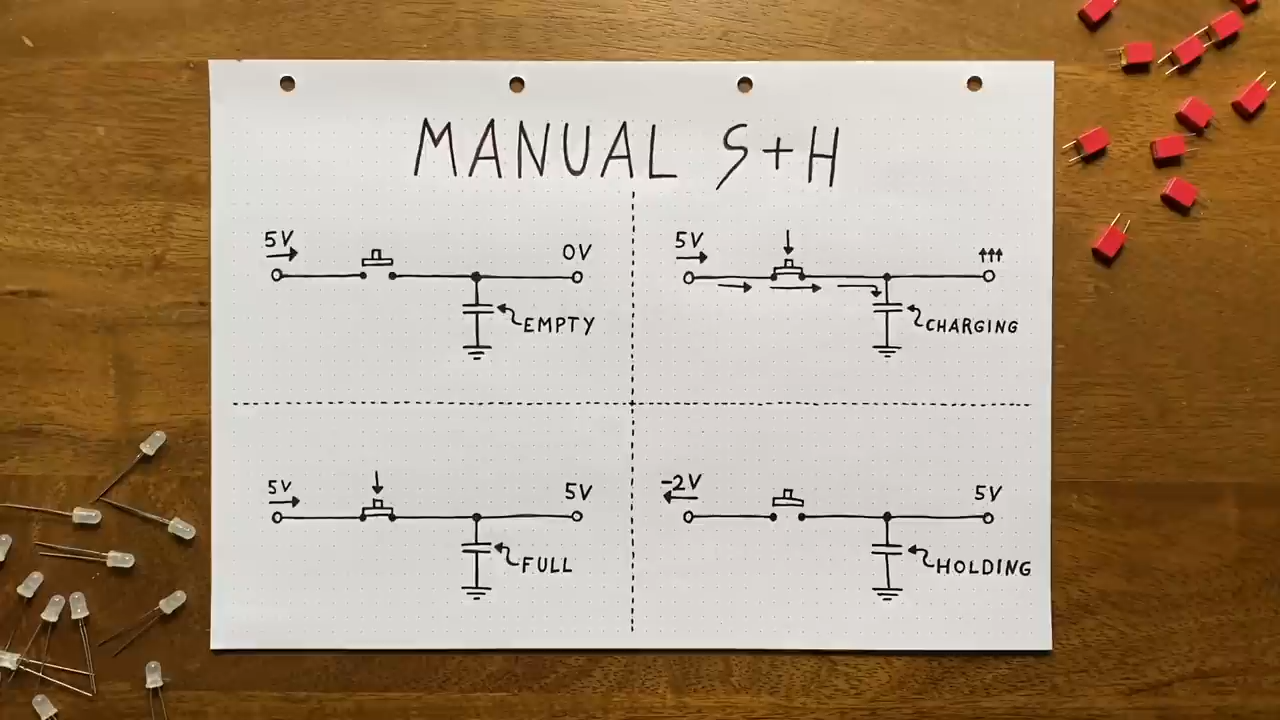 MANUAL S+H
5V
0V
EMPTY
5V
CHARGING
5V
5V
FULL
-2V
5V
HOLDING